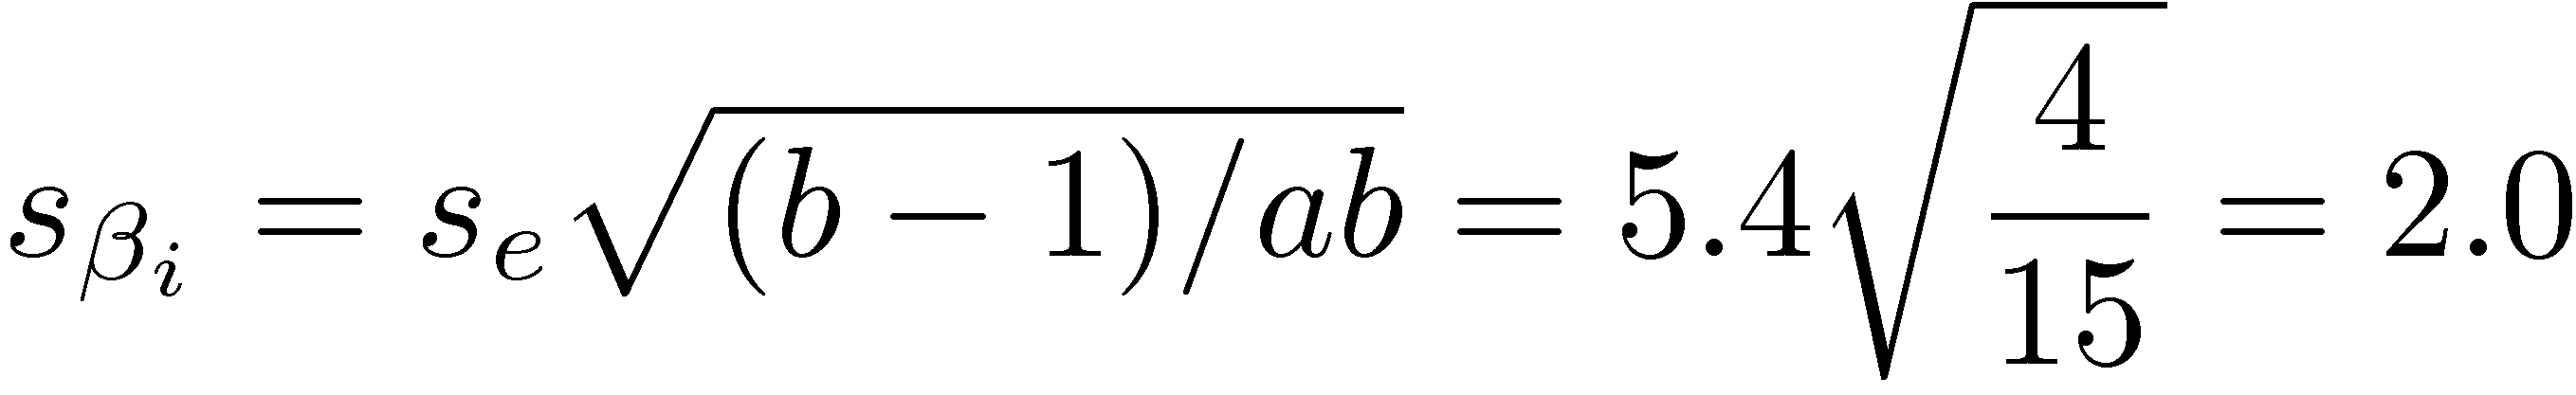 $s_{\beta_i} = s_e\sqrt{(b-1)/ab} = 5.4\sqrt{\frac{4}{15}} = 2.0$